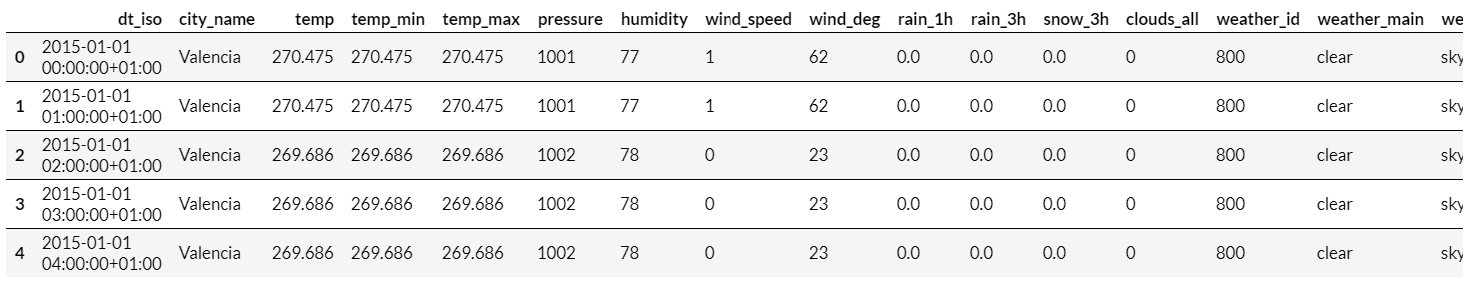 dt_iso city_name temp temp_min temp_max pressure humidity wind_speed wind_deg rain_1h rain_3h snow_3h clouds_all weather_id weather_main we
0 2015-01-01 00:00:00+01:00 Valencia 270.475 270.475 270.475 1001 77 1 62 0.0 0.0 0.0 0 800 clear sky
1 2015-01-01 01:00:00+01:00 Valencia 270.475 270.475 270.475 1001 77 1 62 0.0 0.0 0.0 0 800 clear sky
2 2015-01-01 02:00:00+01:00 Valencia 269.686 269.686 269.686 1002 78 0 23 0.0 0.0 0.0 0 800 clear sky
3 2015-01-01 03:00:00+01:00 Valencia 269.686 269.686 269.686 1002 78 0 23 0.0 0.0 0.0 0 800 clear sky
4 2015-01-01 04:00:00+01:00 Valencia 269.686 269.686 269.686 1002 78 0 23 0.0 0.0 0.0 0 800 clear sky